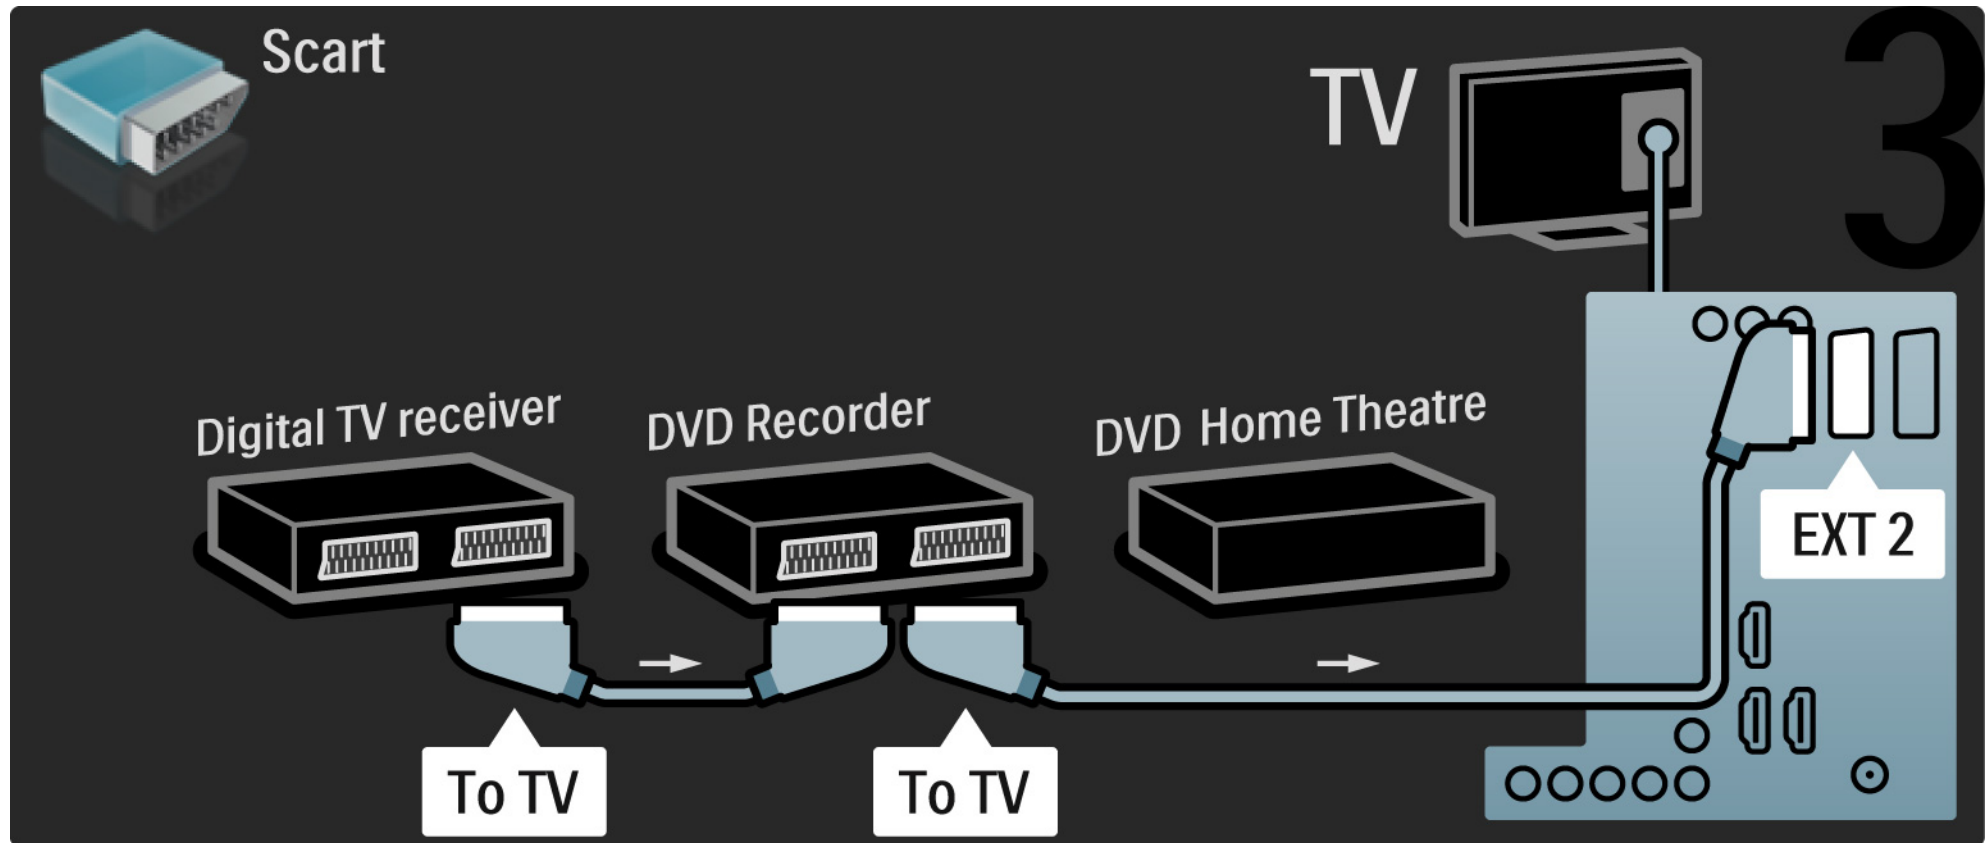 Scart
TV
3
Digital TV receiver
DVD Recorder
DVD Home Theatre
EXT 2
To TV
To TV